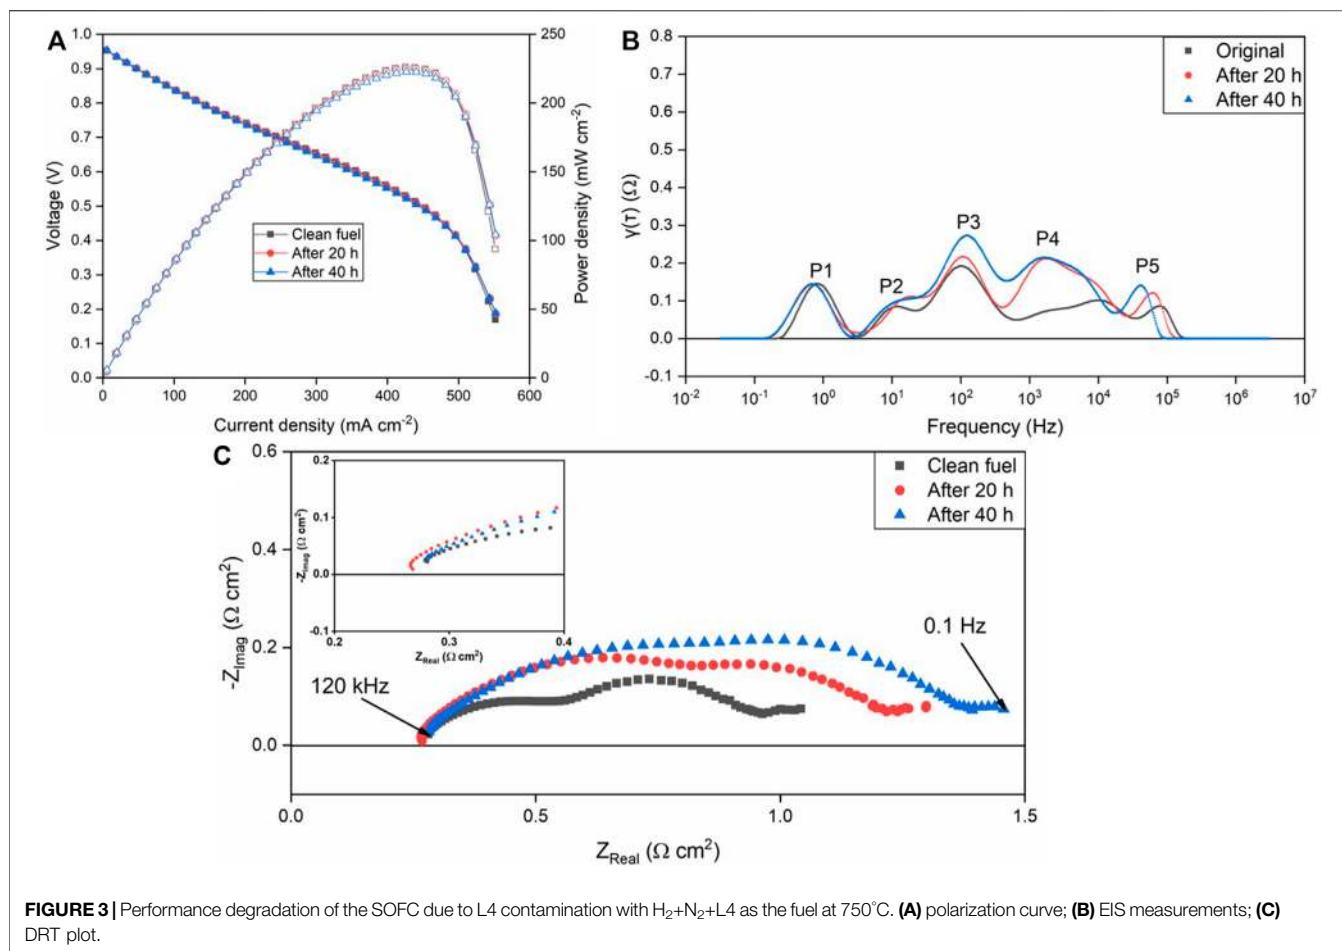 A
1.0
0.9
0.8
0.7
0.6
0.5
0.4
0.3
0.2
0.1
0.0
Voltage (V)
250
200
150
100
50
0
Power density (mW cm⁻²)
Clean fuel
After 20 h
After 40 h
0 100 200 300 400 500 600
Current density (mA cm⁻²)
B
0.8
0.7
0.6
0.5
0.4
0.3
0.2
0.1
0.0
-0.1
γ(τ) (Ω)
Original
After 20 h
After 40 h
P1
P2
P3
P4
P5
10⁻² 10⁻¹ 10⁰ 10¹ 10² 10³ 10⁴ 10⁵ 10⁶ 10⁷
Frequency (Hz)
C
0.6
0.4
0.2
0.0
-Z_Imag (Ω cm²)
0.2
0.1
0.0
-0.1
-Z_Imag (Ω cm²)
0.2 0.3 0.4
Z_Real (Ω cm²)
Clean fuel
After 20 h
After 40 h
120 kHz
0.1 Hz
0.0 0.5 1.0 1.5
Z_Real (Ω cm²)
FIGURE 3 | Performance degradation of the SOFC due to L4 contamination with H₂+N₂+L4 as the fuel at 750°C. (A) polarization curve; (B) EIS measurements; (C)
DRT plot.